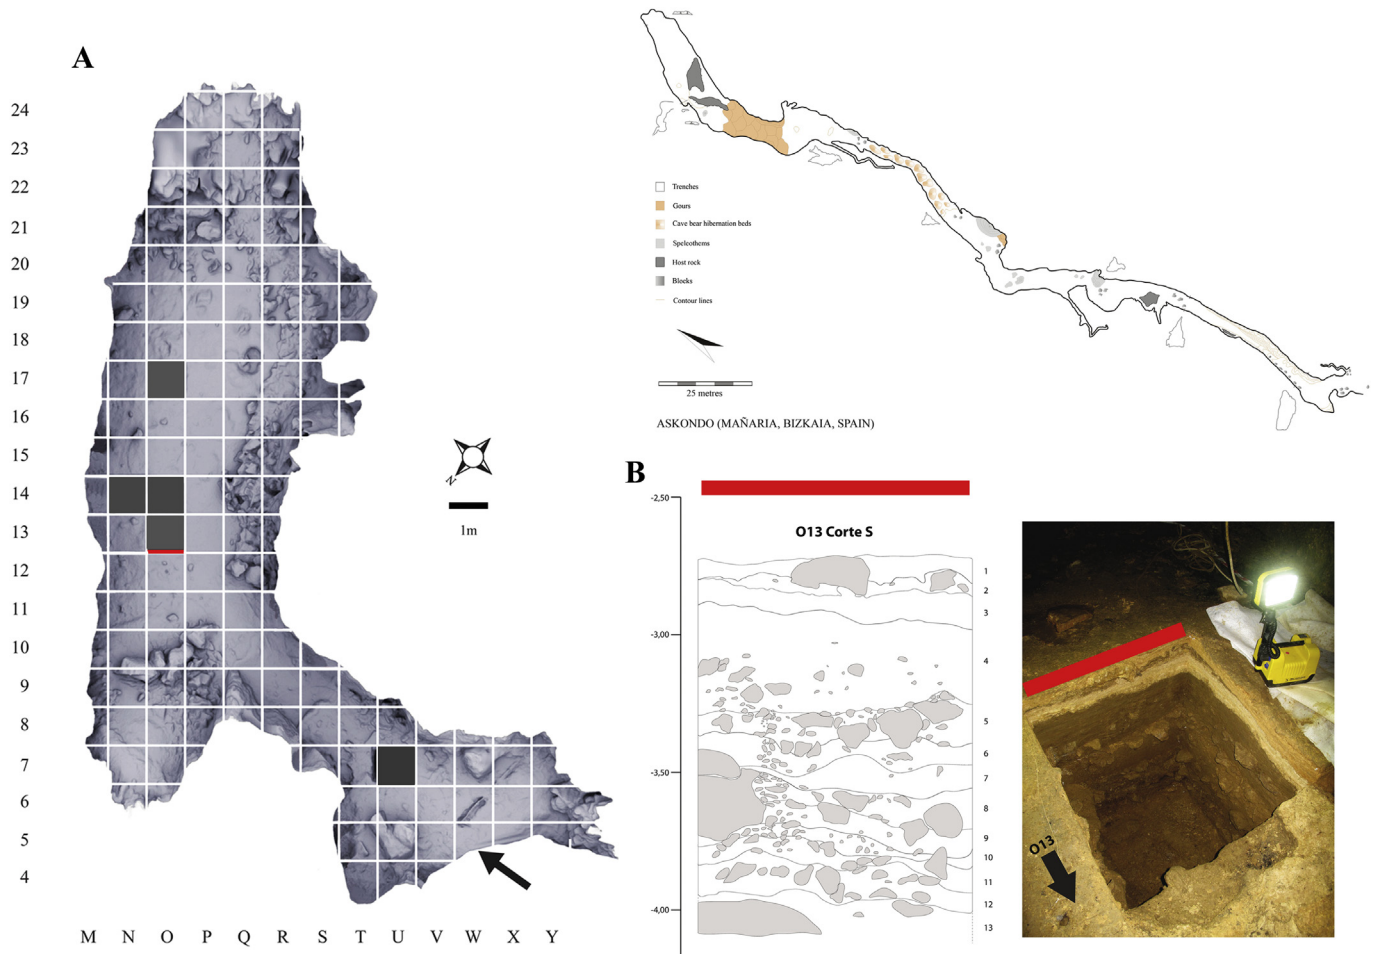 A
24
23
22
21
20
19
18
17
16
15
14
13
12
11
10
9
8
7
6
5
4
M N O P Q R S T U V W X Y
N
1m
Trenches
Gours
Cave bear hibernation beds
Speleothems
Host rock
Blocks
Contour lines
25 metres
ASKONDO (MAÑARIA, BIZKAIA, SPAIN)
B
-2,50
-3,00
-3,50
-4,00
O13 Corte S
1
2
3
4
5
6
7
8
9
10
11
12
13
O13